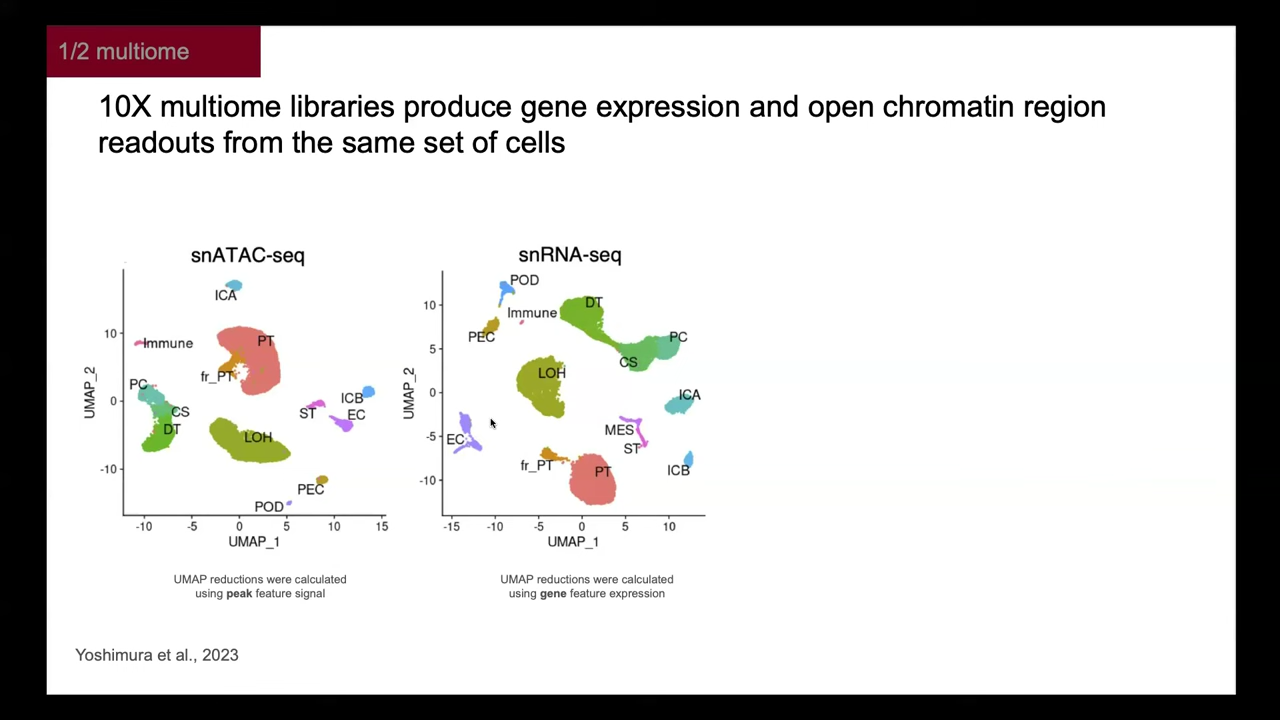 1/2 multiome
10X multiome libraries produce gene expression and open chromatin region
readouts from the same set of cells
snATAC-seq
ICA
10
Immune
PT
fr_PT
PC
0
CS
DT
ICB
ST
EC
LOH
-10
PEC
POD
UMAP_2
-10 -5 0 5 10 15
UMAP_1
UMAP reductions were calculated
using peak feature signal
snRNA-seq
POD
10
Immune
DT
PEC
PC
5
CS
LOH
0
ICA
-5
EC
MES
ST
fr_PT
PT
ICB
-10
UMAP_2
-15 -10 -5 0 5 10
UMAP_1
UMAP reductions were calculated
using gene feature expression
Yoshimura et al., 2023